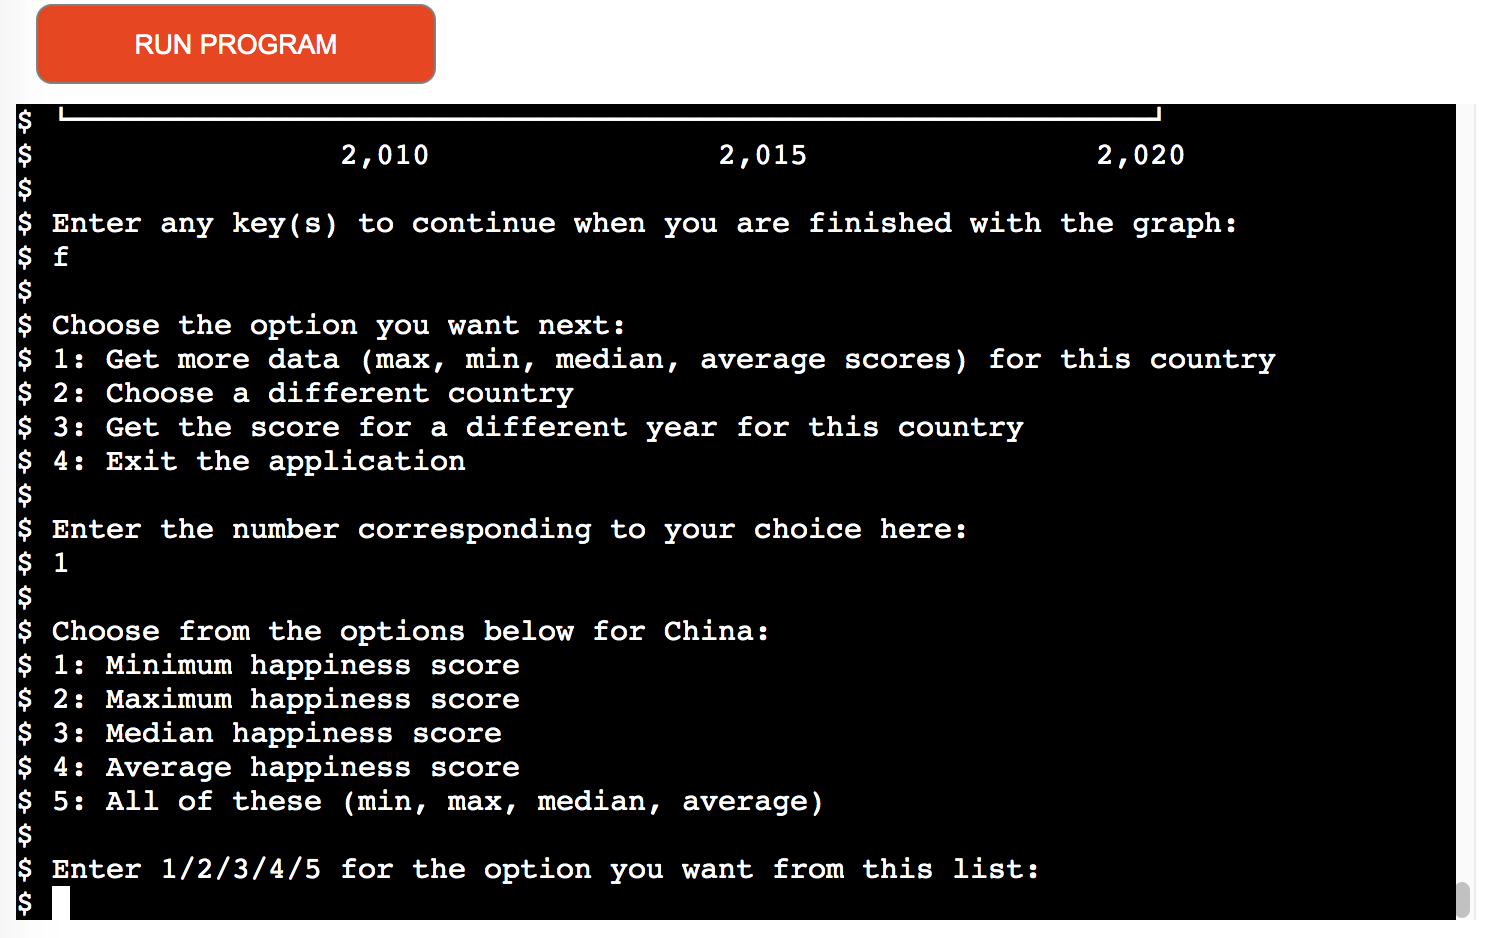 RUN PROGRAM
$
$ 2,010 2,015 2,020
$
$ Enter any key(s) to continue when you are finished with the graph:
$ f
$
$ Choose the option you want next:
$ 1: Get more data (max, min, median, average scores) for this country
$ 2: Choose a different country
$ 3: Get the score for a different year for this country
$ 4: Exit the application
$
$ Enter the number corresponding to your choice here:
$ 1
$
$ Choose from the options below for China:
$ 1: Minimum happiness score
$ 2: Maximum happiness score
$ 3: Median happiness score
$ 4: Average happiness score
$ 5: All of these (min, max, median, average)
$
$ Enter 1/2/3/4/5 for the option you want from this list:
$